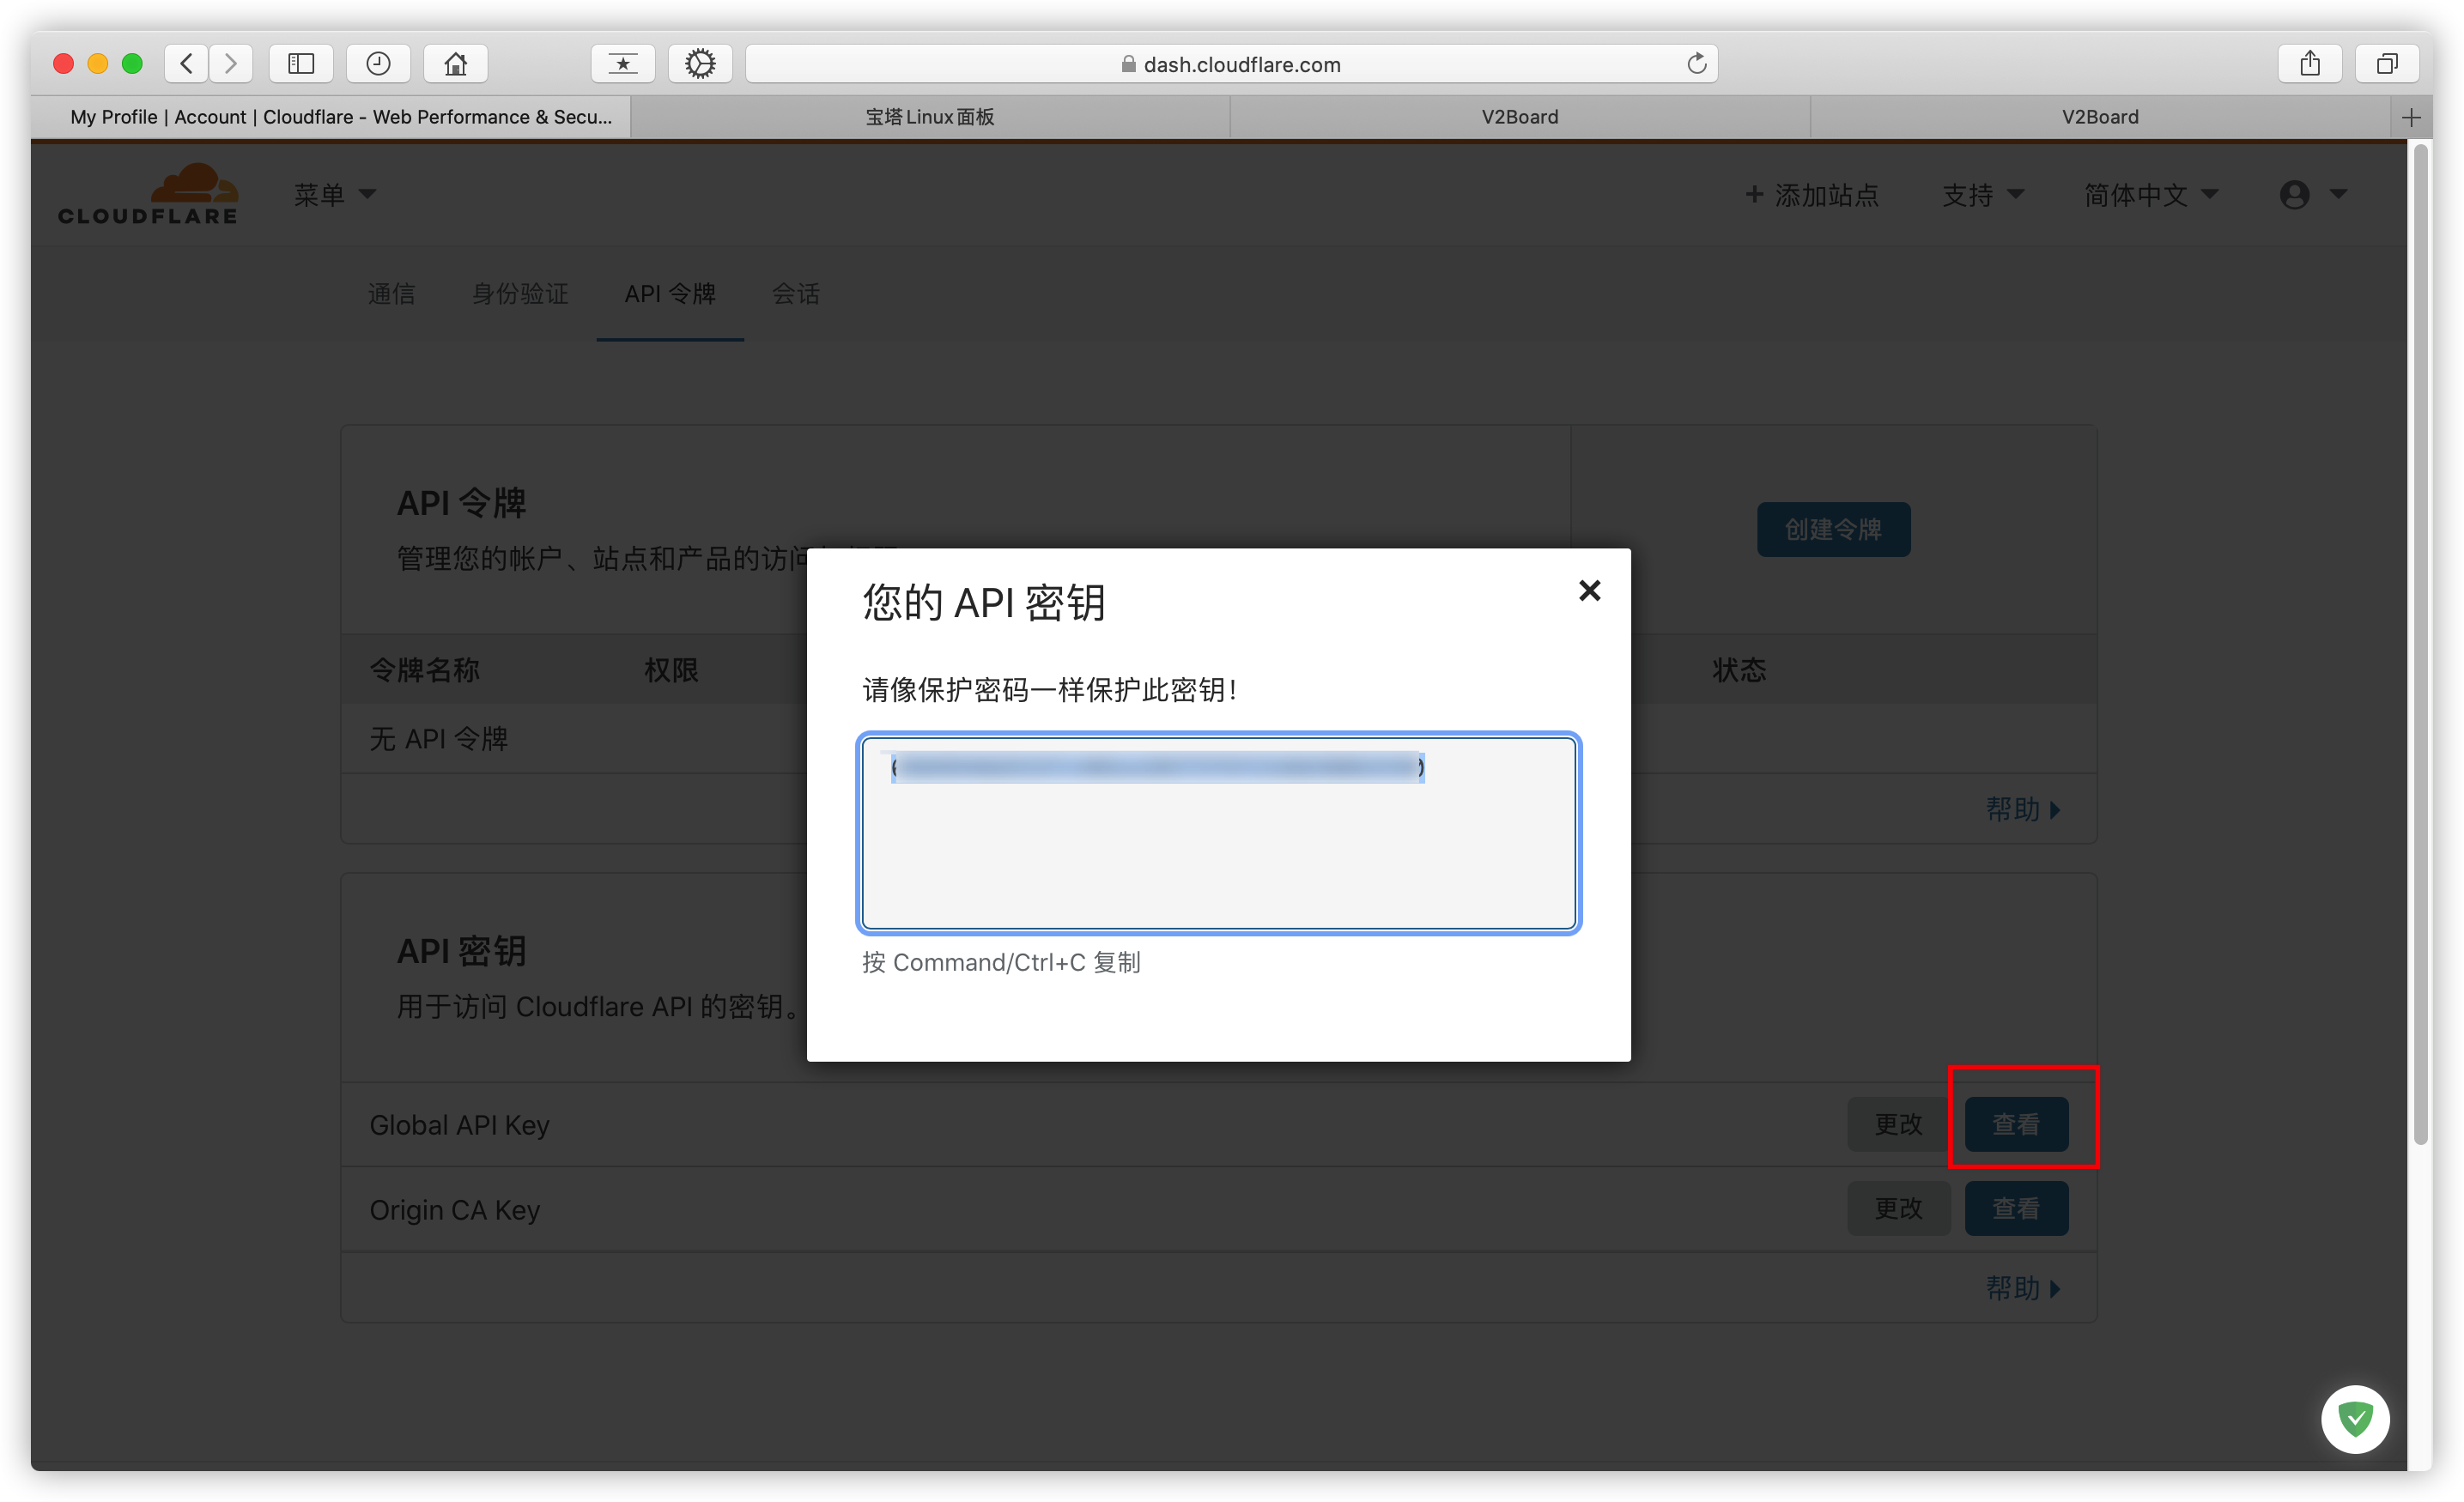 dash.cloudflare.com
My Profile | Account | Cloudflare - Web Performance & Secu...
宝塔Linux面板
V2Board
V2Board
CLOUDFLARE
菜单
添加站点
支持
简体中文
通信
身份验证
API 令牌
会话
API 令牌
管理您的帐户、站点和产品的访问
创建令牌
令牌名称
权限
状态
无 API 令牌
帮助
您的 API 密钥
请像保护密码一样保护此密钥!
按 Command/Ctrl+C 复制
API 密钥
用于访问 Cloudflare API 的密钥。
Global API Key
更改
查看
Origin CA Key
更改
查看
帮助